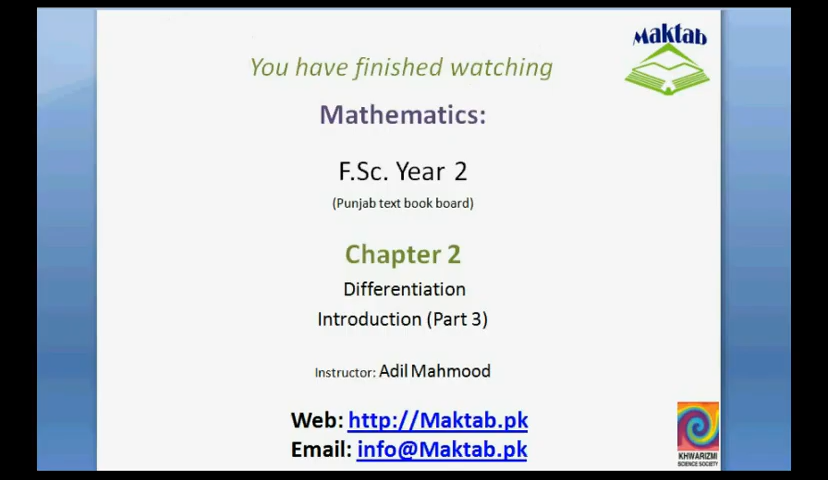 Maktab
You have finished watching
Mathematics:
F.Sc. Year 2
(Punjab text book board)
Chapter 2
Differentiation
Introduction (Part 3)
Instructor: Adil Mahmood
Web: http://Maktab.pk
Email: info@Maktab.pk
KHWARIZMI
SCIENCE SOCIETY